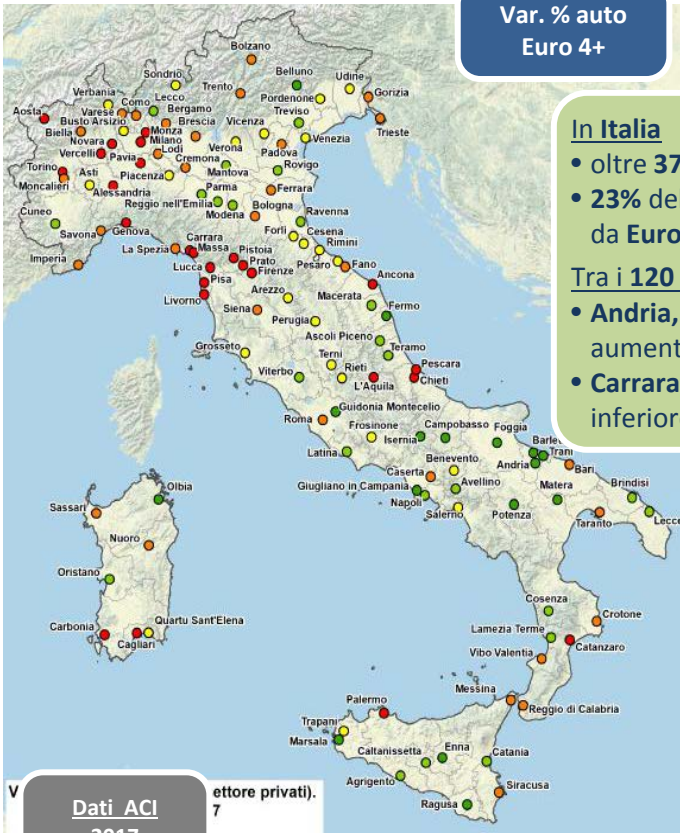 Var. % auto
Euro 4+
In Italia
• oltre 37
• 23% de
da Euro
Tra i 120
• Andria,
aument
• Carrara
inferior
Bolzano
Sondrio
Belluno
Udine
Verbania
Como
Lecco
Trento
Pordenone
Gorizia
Aosta
Varese
Bergamo
Vicenza
Treviso
Busto Arsizio
Brescia
Biella
Monza
Trieste
Novara
Milano
Venezia
Vercelli
Lodi
Verona
Padova
Torino
Pavia
Cremona
Rovigo
Asti
Piacenza
Mantova
Moncalieri
Alessandria
Parma
Ferrara
Reggio nell'Emilia
Bologna
Cuneo
Modena
Ravenna
Savona
Genova
Forlì
Cesena
Carrara
Rimini
Imperia
La Spezia
Massa
Pistoia
Prato
Pesaro
Fano
Lucca
Firenze
Pisa
Ancona
Arezzo
Macerata
Livorno
Siena
Fermo
Perugia
Ascoli Piceno
Grosseto
Terni
Teramo
Rieti
Pescara
Viterbo
L'Aquila
Chieti
Guidonia Montecelio
Roma
Campobasso
Foggia
Frosinone
Isernia
Barle
Trani
Latina
Benevento
Andria
Bari
Caserta
Matera
Brindisi
Giugliano in Campania
Avellino
Olbia
Napoli
Sassari
Salerno
Potenza
Taranto
Lecce
Nuoro
Oristano
Cosenza
Crotone
Carbonia
Quartu Sant'Elena
Lamezia Terme
Cagliari
Catanzaro
Vibo Valentia
Messina
Palermo
Reggio di Calabria
Trapani
Marsala
Enna
Caltanissetta
Catania
Agrigento
Siracusa
Ragusa
V
ettore privati).
7
Dati ACI
2017